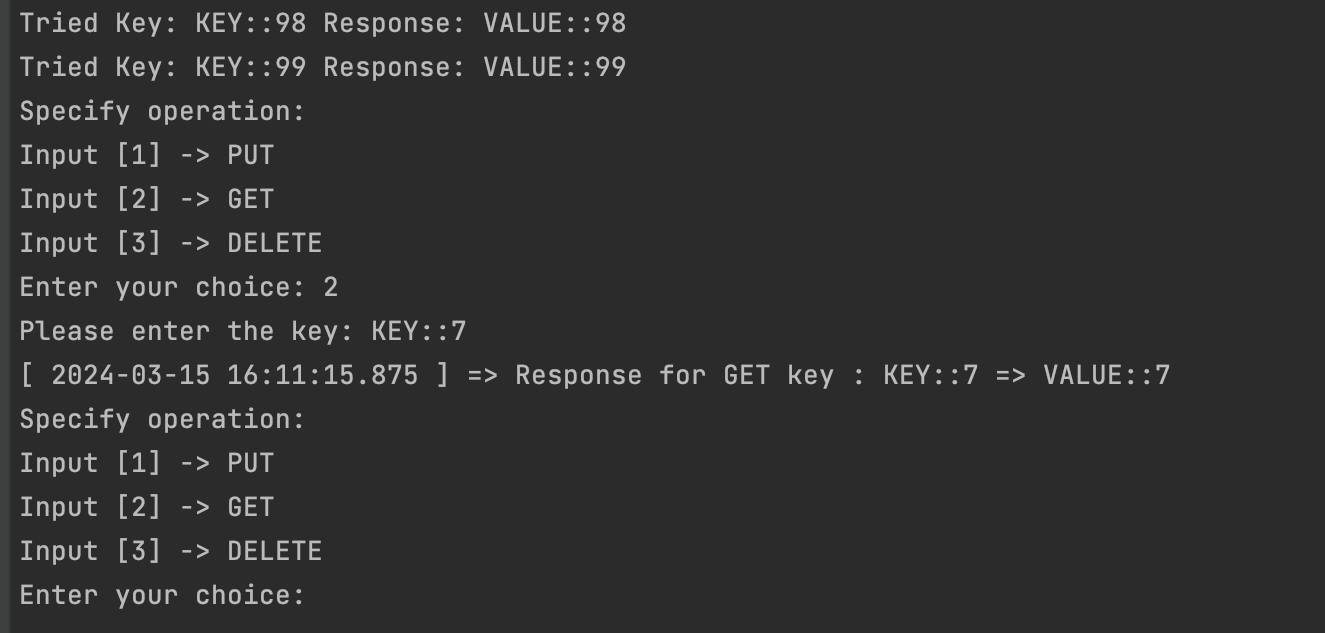 Tried Key: KEY::98 Response: VALUE::98
Tried Key: KEY::99 Response: VALUE::99
Specify operation:
Input [1] -> PUT
Input [2] -> GET
Input [3] -> DELETE
Enter your choice: 2
Please enter the key: KEY::7
[ 2024-03-15 16:11:15.875 ] => Response for GET key : KEY::7 => VALUE::7
Specify operation:
Input [1] -> PUT
Input [2] -> GET
Input [3] -> DELETE
Enter your choice: